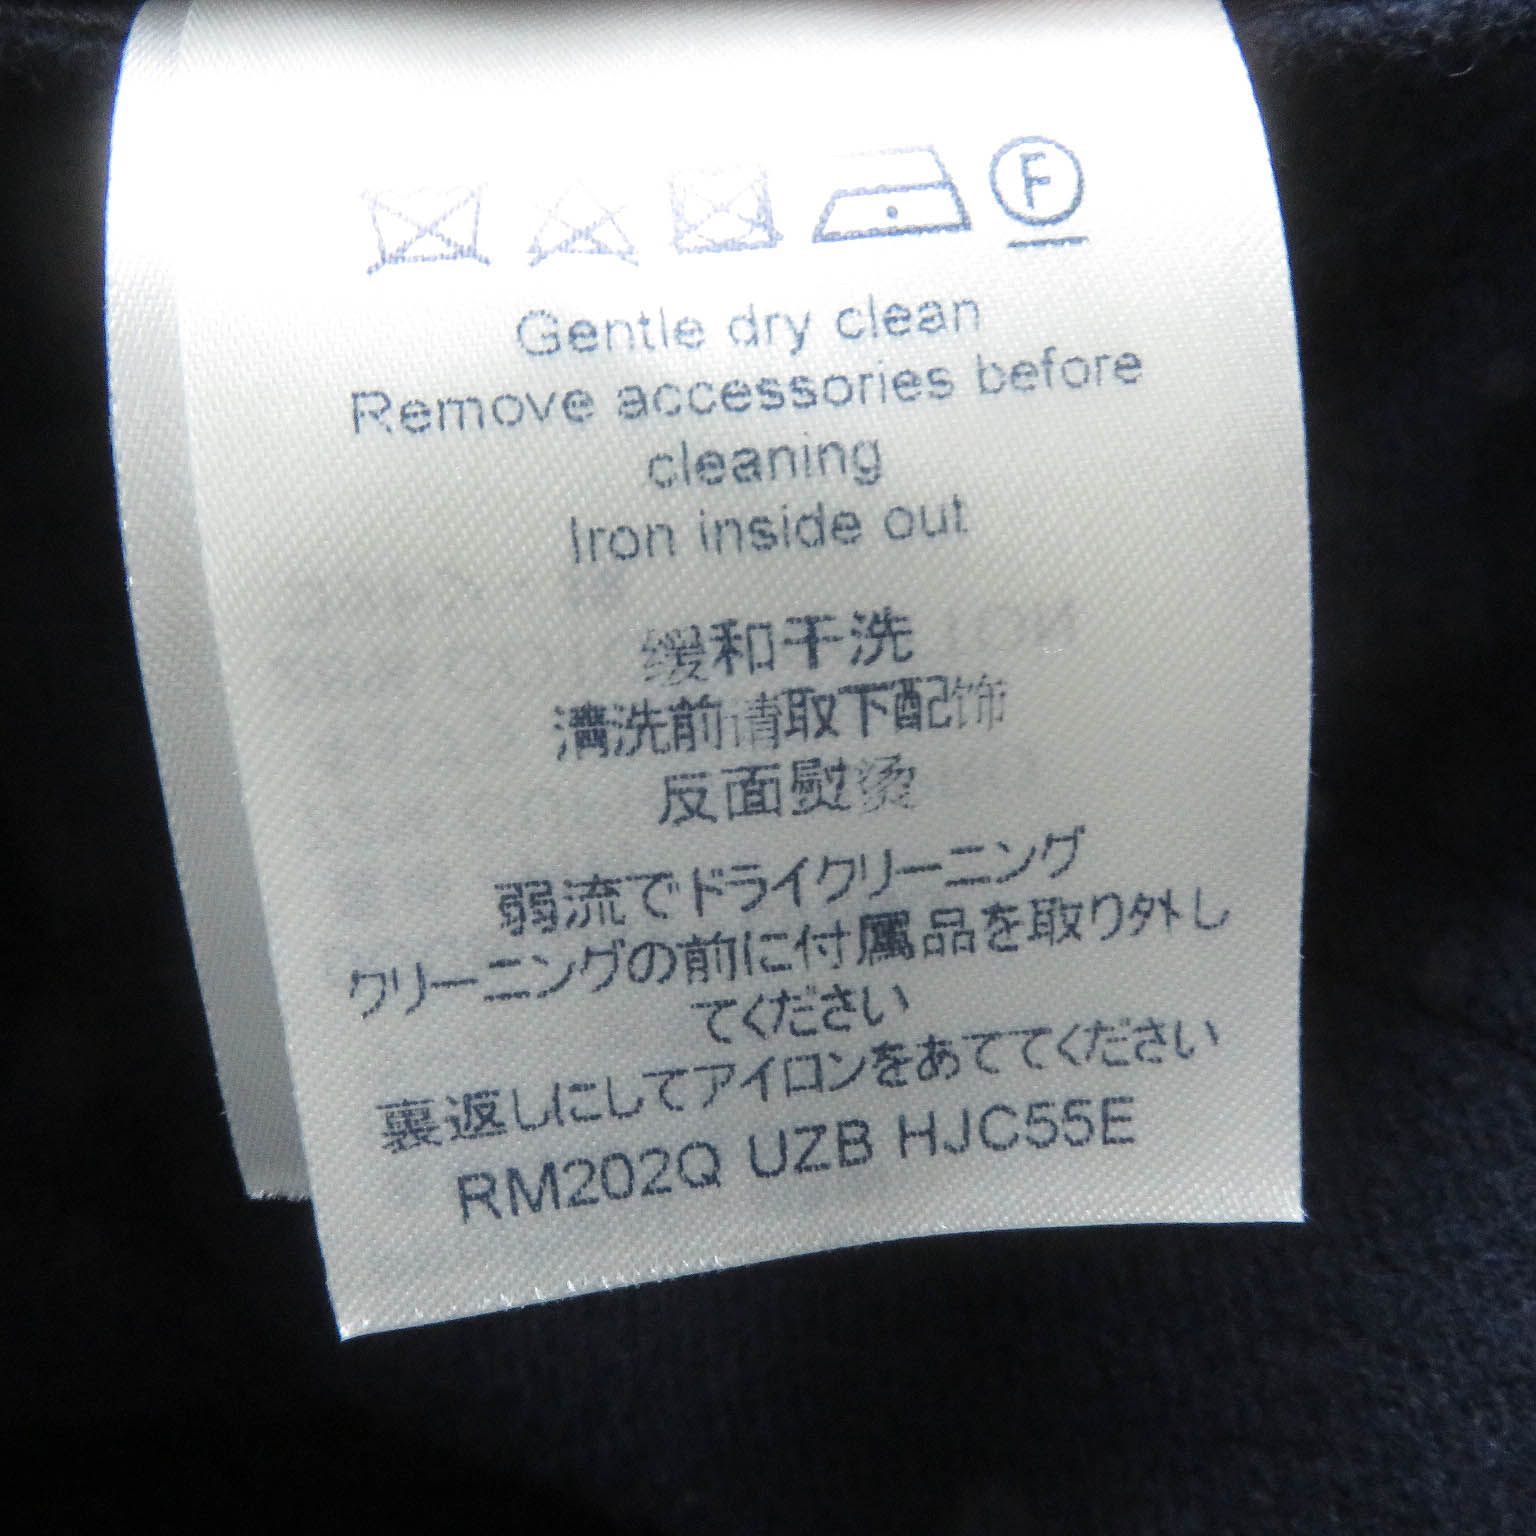 F
Gentle dry clean
Remove accessories before
cleaning
Iron inside out
缓和干洗
清洗前请取下配饰
反面熨烫
弱流でドライクリーニング
クリーニングの前に付属品を取り外し
てください
裏返しにしてアイロンをあててください
RM202Q UZB HJC55E